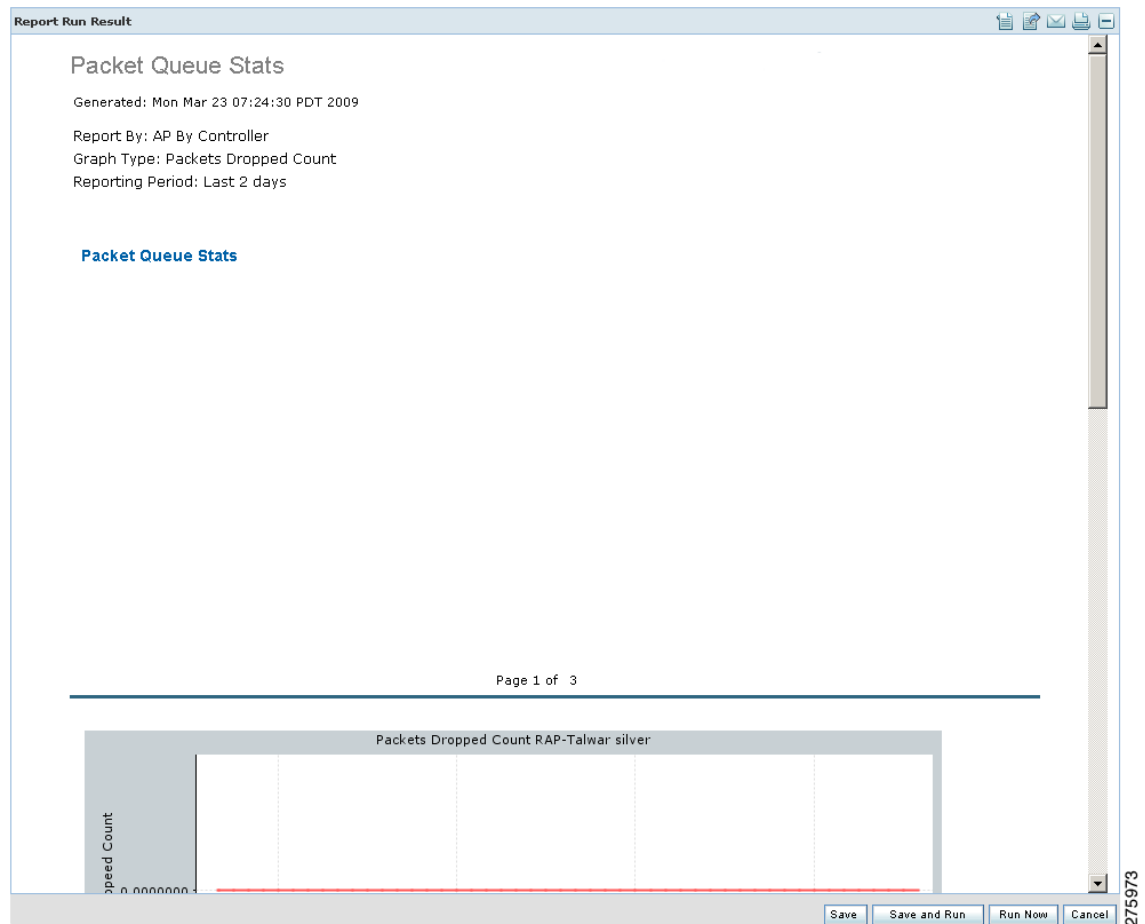 Report Run Result
Packet Queue Stats
Generated: Mon Mar 23 07:24:30 PDT 2009
Report By: AP By Controller
Graph Type: Packets Dropped Count
Reporting Period: Last 2 days
Packet Queue Stats
Page 1 of 3
Packets Dropped Count RAP-Talwar silver
Count
0.0000000
Save
Save and Run
Run Now
Cancel
275973